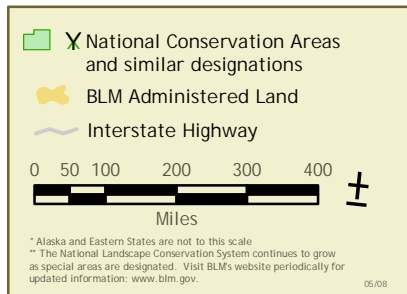 National Conservation Areas
and similar designations
BLM Administered Land
Interstate Highway
0 50 100 200 300 400
Miles
* Alaska and Eastern States are not to this scale
** The National Landscape Conservation System continues to grow
as special areas are designated. Visit BLM's website periodically for
updated information: www.blm.gov.
05/08